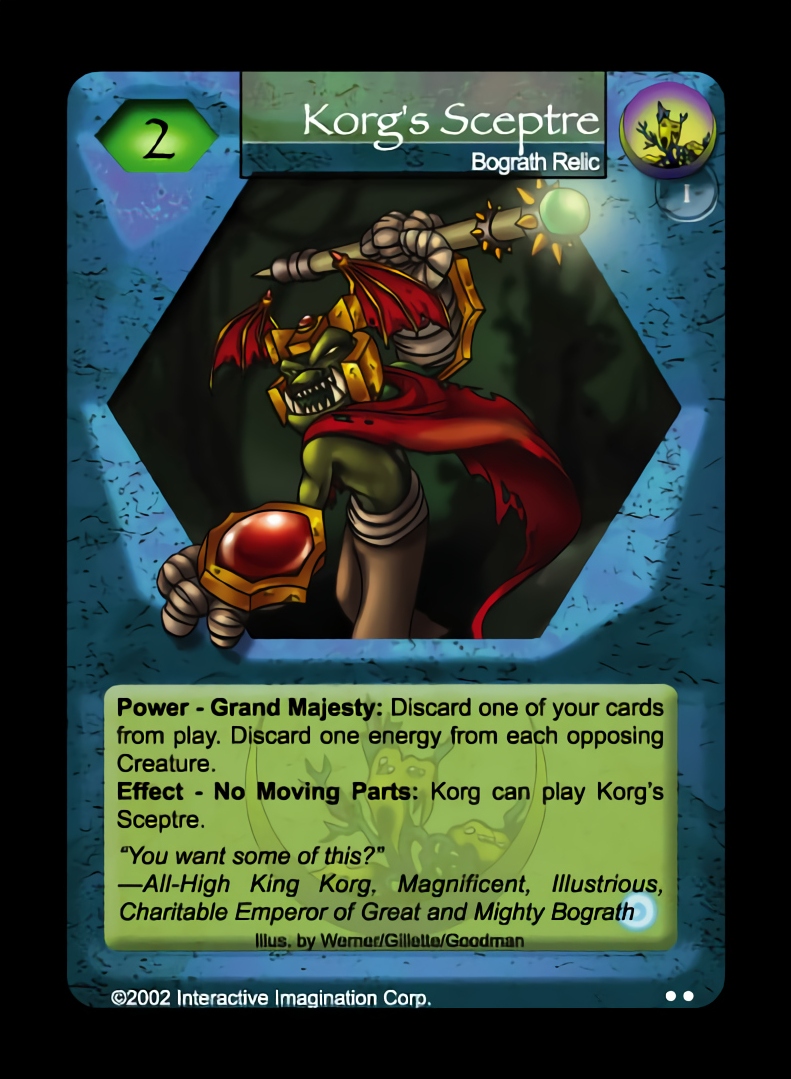 2
Korg's Sceptre
Bograth Relic
I
Power - Grand Majesty: Discard one of your cards
from play. Discard one energy from each opposing
Creature.
Effect - No Moving Parts: Korg can play Korg's
Sceptre.
"You want some of this?"
—All-High King Korg, Magnificent, Illustrious,
Charitable Emperor of Great and Mighty Bograth
Illus. by Werner/Gillette/Goodman
©2002 Interactive Imagination Corp.